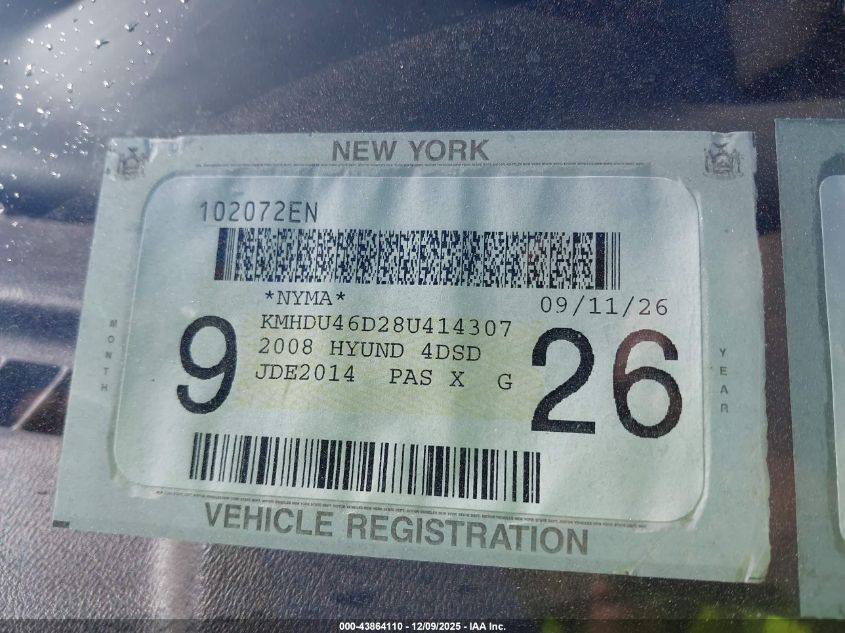 NEW YORK
102072EN
*NYMA*
09/11/26
KMHDU46D28U414307
2008 HYUND 4DSD
JDE2014 PAS X G
MONTH
9
26
YEAR
VEHICLE REGISTRATION
000-43864110 - 12/09/2025 - IAA Inc.